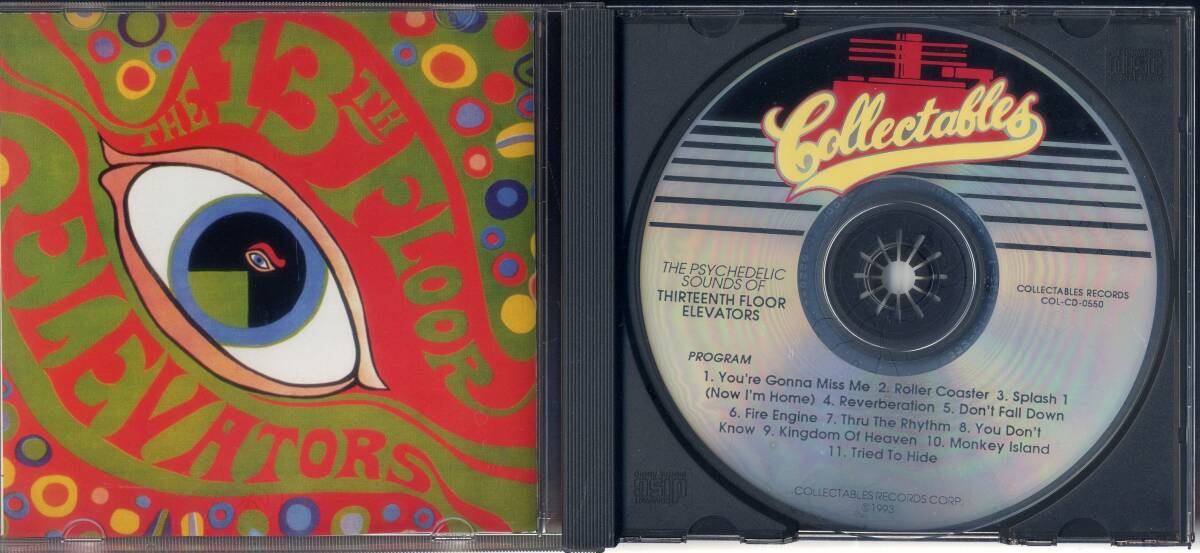 THE 13TH
FLOOR
ELEVATORS
Collectables
THE PSYCHEDELIC
SOUNDS OF
THIRTEENTH FLOOR
ELEVATORS
COLLECTABLES RECORDS
COL-CD-0550
PROGRAM
1. You're Gonna Miss Me 2. Roller Coaster 3. Splash 1
(Now I'm Home) 4. Reverberation 5. Don't Fall Down
6. Fire Engine 7. Thru The Rhythm 8. You Don't
Know 9. Kingdom Of Heaven 10. Monkey Island
11. Tried To Hide
COLLECTABLES RECORDS CORP.
©1993